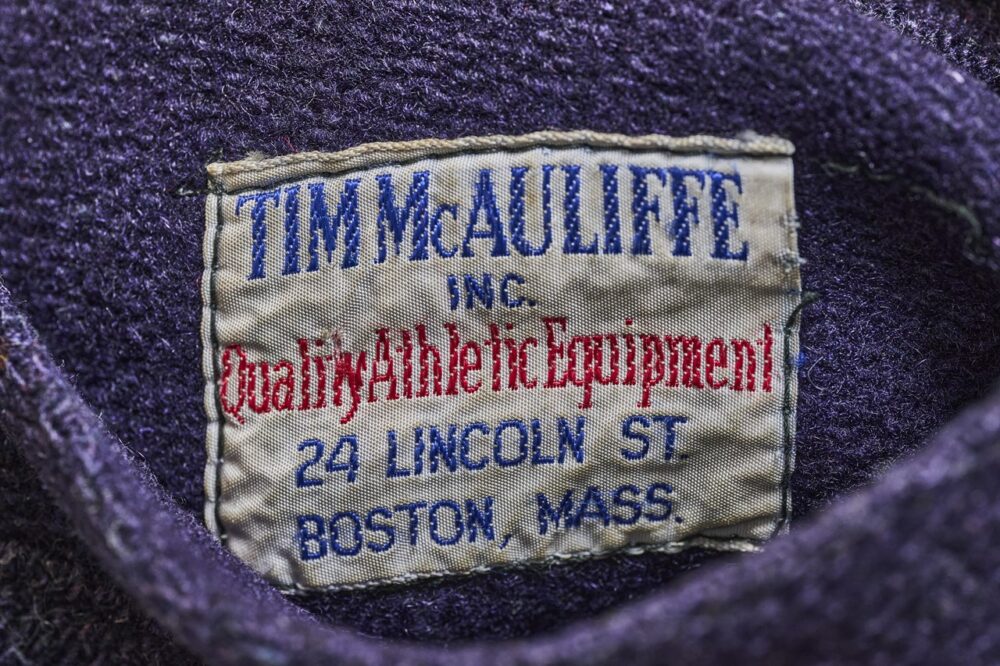 TIM McAULIFFE
INC.
Quality Athletic Equipment
24 LINCOLN ST.
BOSTON, MASS.